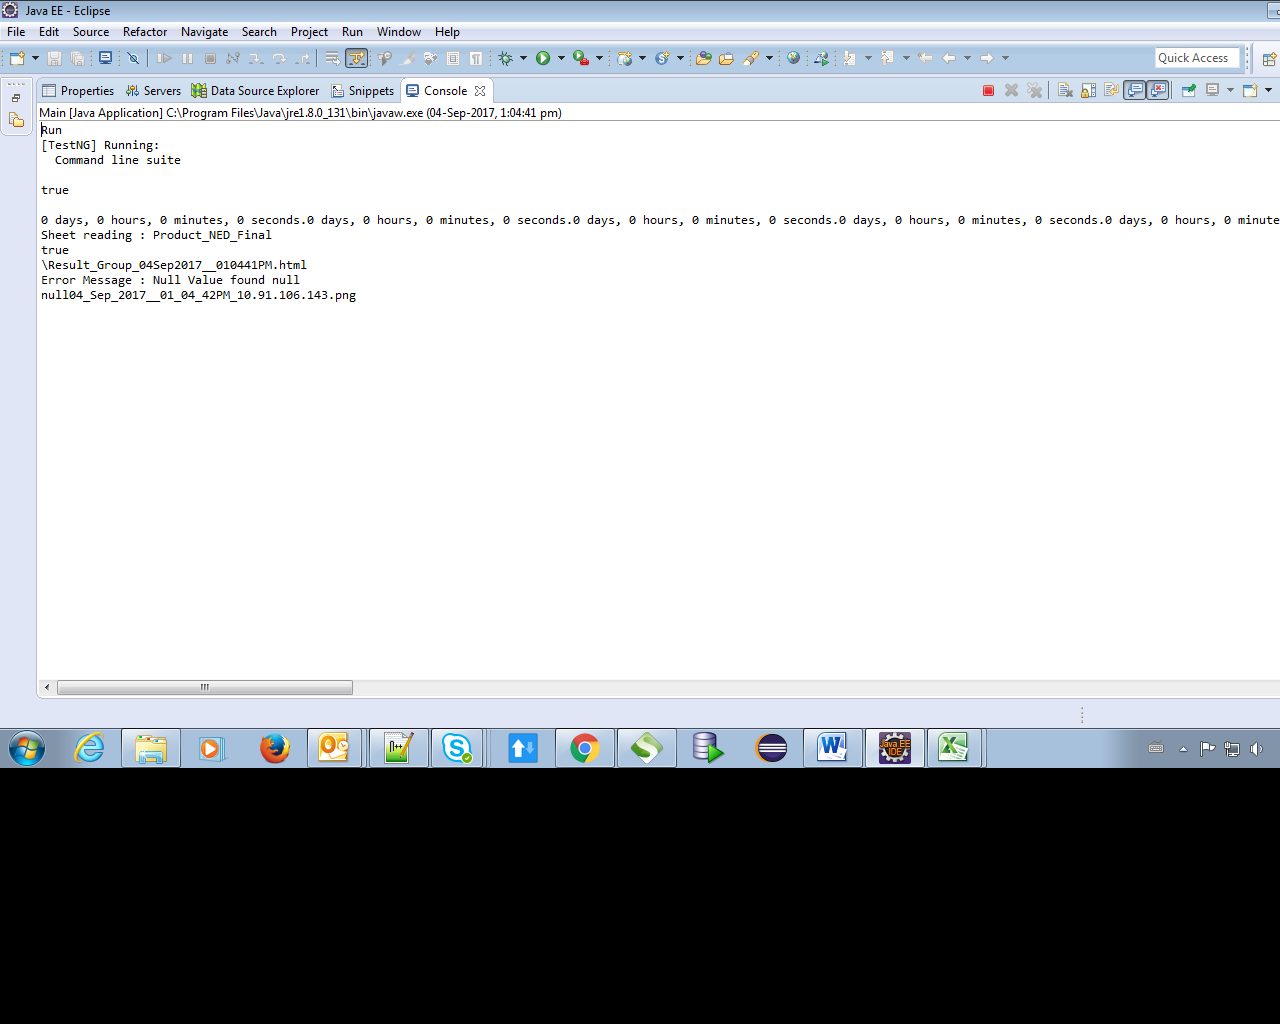 Java EE - Eclipse
File Edit Source Refactor Navigate Search Project Run Window Help
Quick Access
Properties Servers Data Source Explorer Snippets Console
Main [Java Application] C:\Program Files\Java\jre1.8.0_131\bin\javaw.exe (04-Sep-2017, 1:04:41 pm)
Run
[TestNG] Running:
  Command line suite
true
0 days, 0 hours, 0 minutes, 0 seconds.0 days, 0 hours, 0 minutes, 0 seconds.0 days, 0 hours, 0 minutes, 0 seconds.0 days, 0 hours, 0 minutes, 0 seconds.0 days, 0 hours, 0 minute
Sheet reading : Product_NED_Final
true
\Result_Group_04Sep2017__010441PM.html
Error Message : Null Value found null
null04_Sep_2017__01_04_42PM_10.91.106.143.png
Java EE
IDE